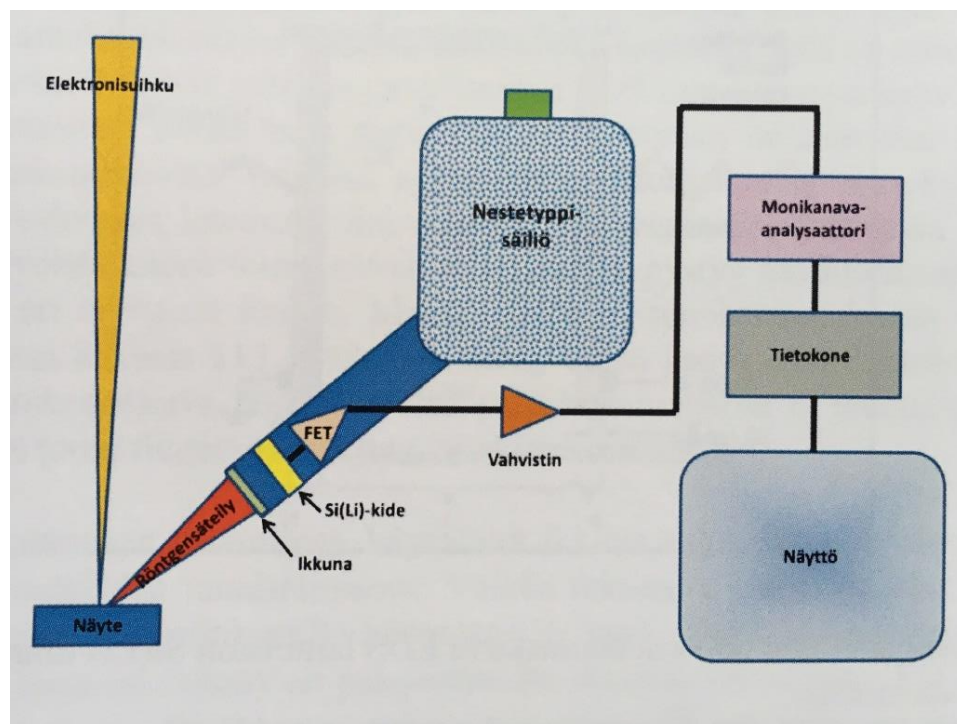 Elektronisuihku
Nestetyppi-
säiliö
Monikanava-
analysaattori
Tietokone
FET
Vahvistin
Si(Li)-kide
Ikkuna
Röntgensäteily
Näyttö
Näyte